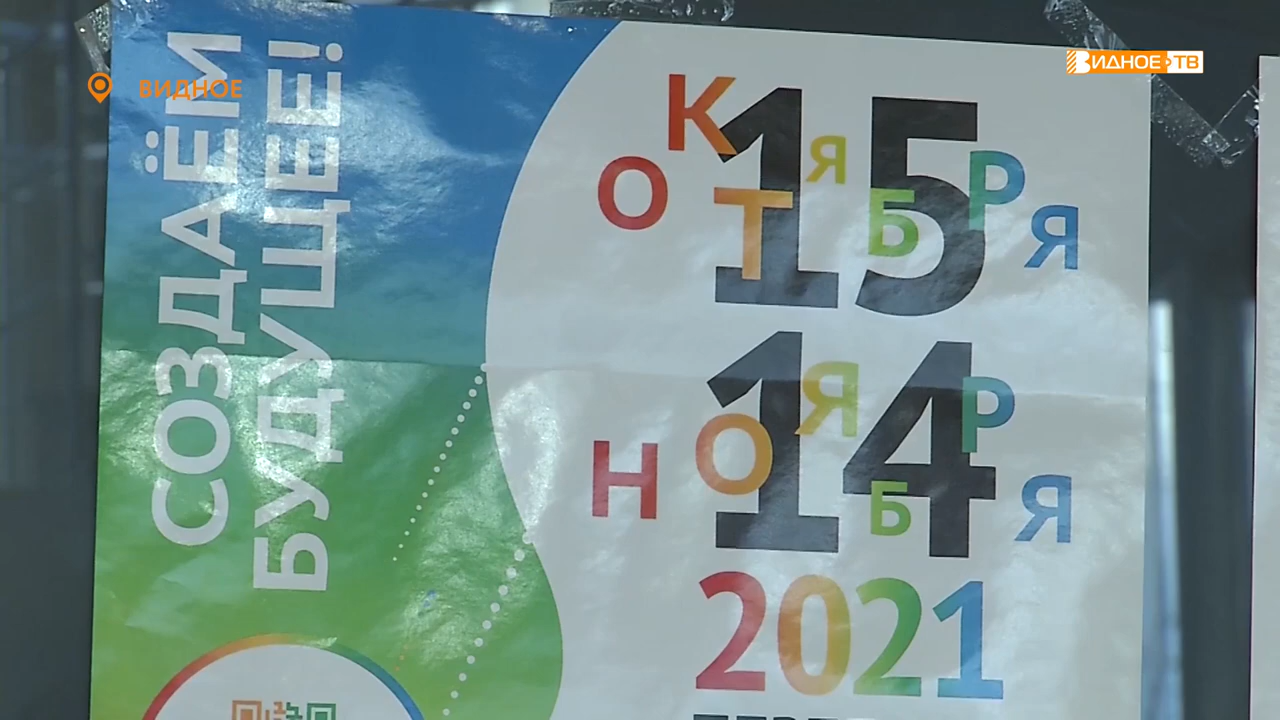 ВИДНОЕ
ВИДНОЕ ТВ
СОЗДАЁМ
БУДУЩЕЕ!
15
ОКТЯБРЯ
14
НОЯБРЯ
2021